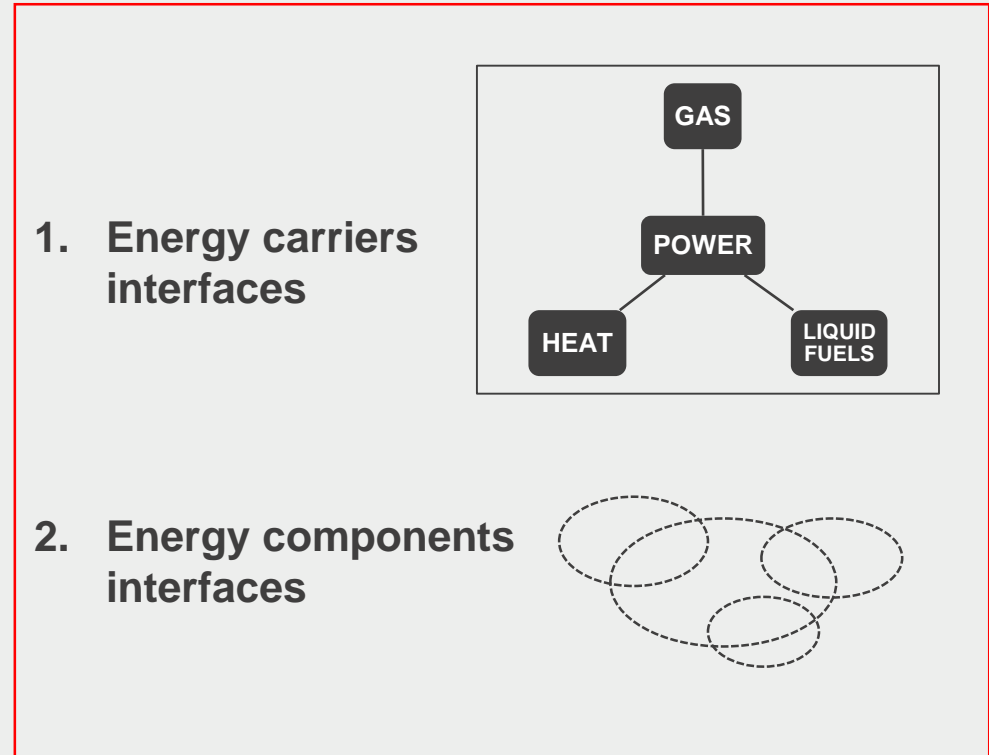 GAS
1. Energy carriers
interfaces
POWER
HEAT
LIQUID
FUELS
2. Energy components
interfaces